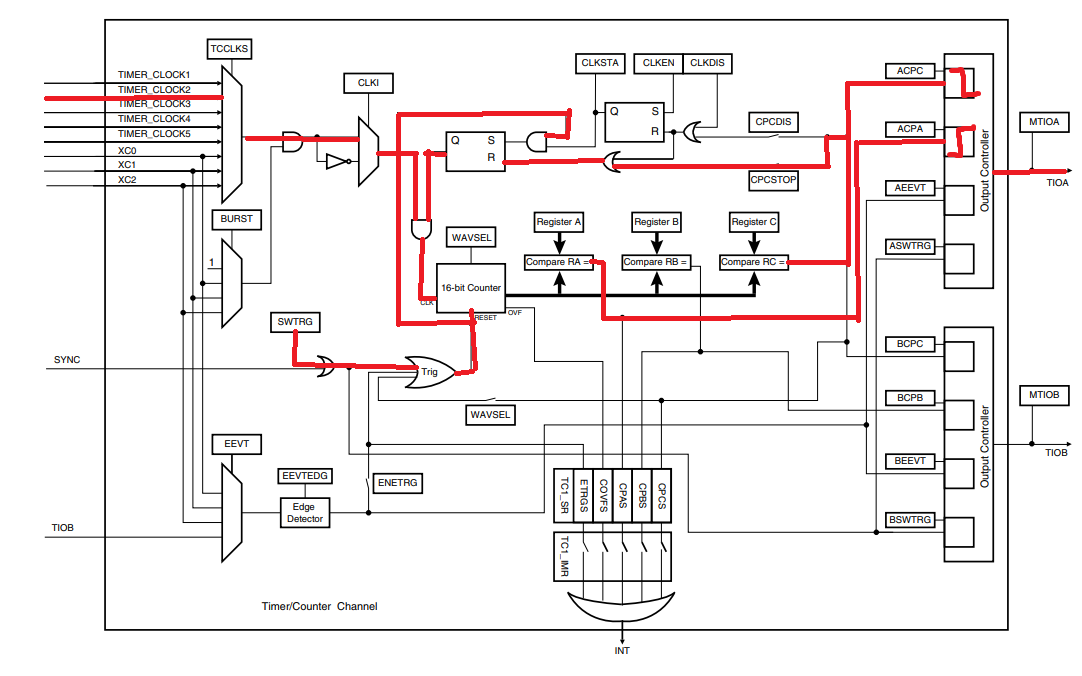 TCCLKS
TIMER_CLOCK1
TIMER_CLOCK2
TIMER_CLOCK3
TIMER_CLOCK4
TIMER_CLOCK5
XC0
XC1
XC2
CLKI
CLKSTA
CLKEN
CLKDIS
Q
S
R
Q
S
R
CPCDIS
CPCSTOP
ACPC
ACPA
AEEVT
ASWTRG
Output Controller
MTIOA
TIOA
BURST
1
WAVSEL
Register A
Register B
Register C
Compare RA =
Compare RB =
Compare RC =
16-bit Counter
CLK
RESET
OVF
SWTRG
SYNC
Trig
WAVSEL
BCPC
BCPB
BEEVT
BSWTRG
Output Controller
MTIOB
TIOB
EEVT
EEVTEDG
Edge
Detector
ENETRG
TIOB
TC1_SR
ETRGS
COVFS
CPAS
CPBS
CPCS
TC1_IMR
Timer/Counter Channel
INT